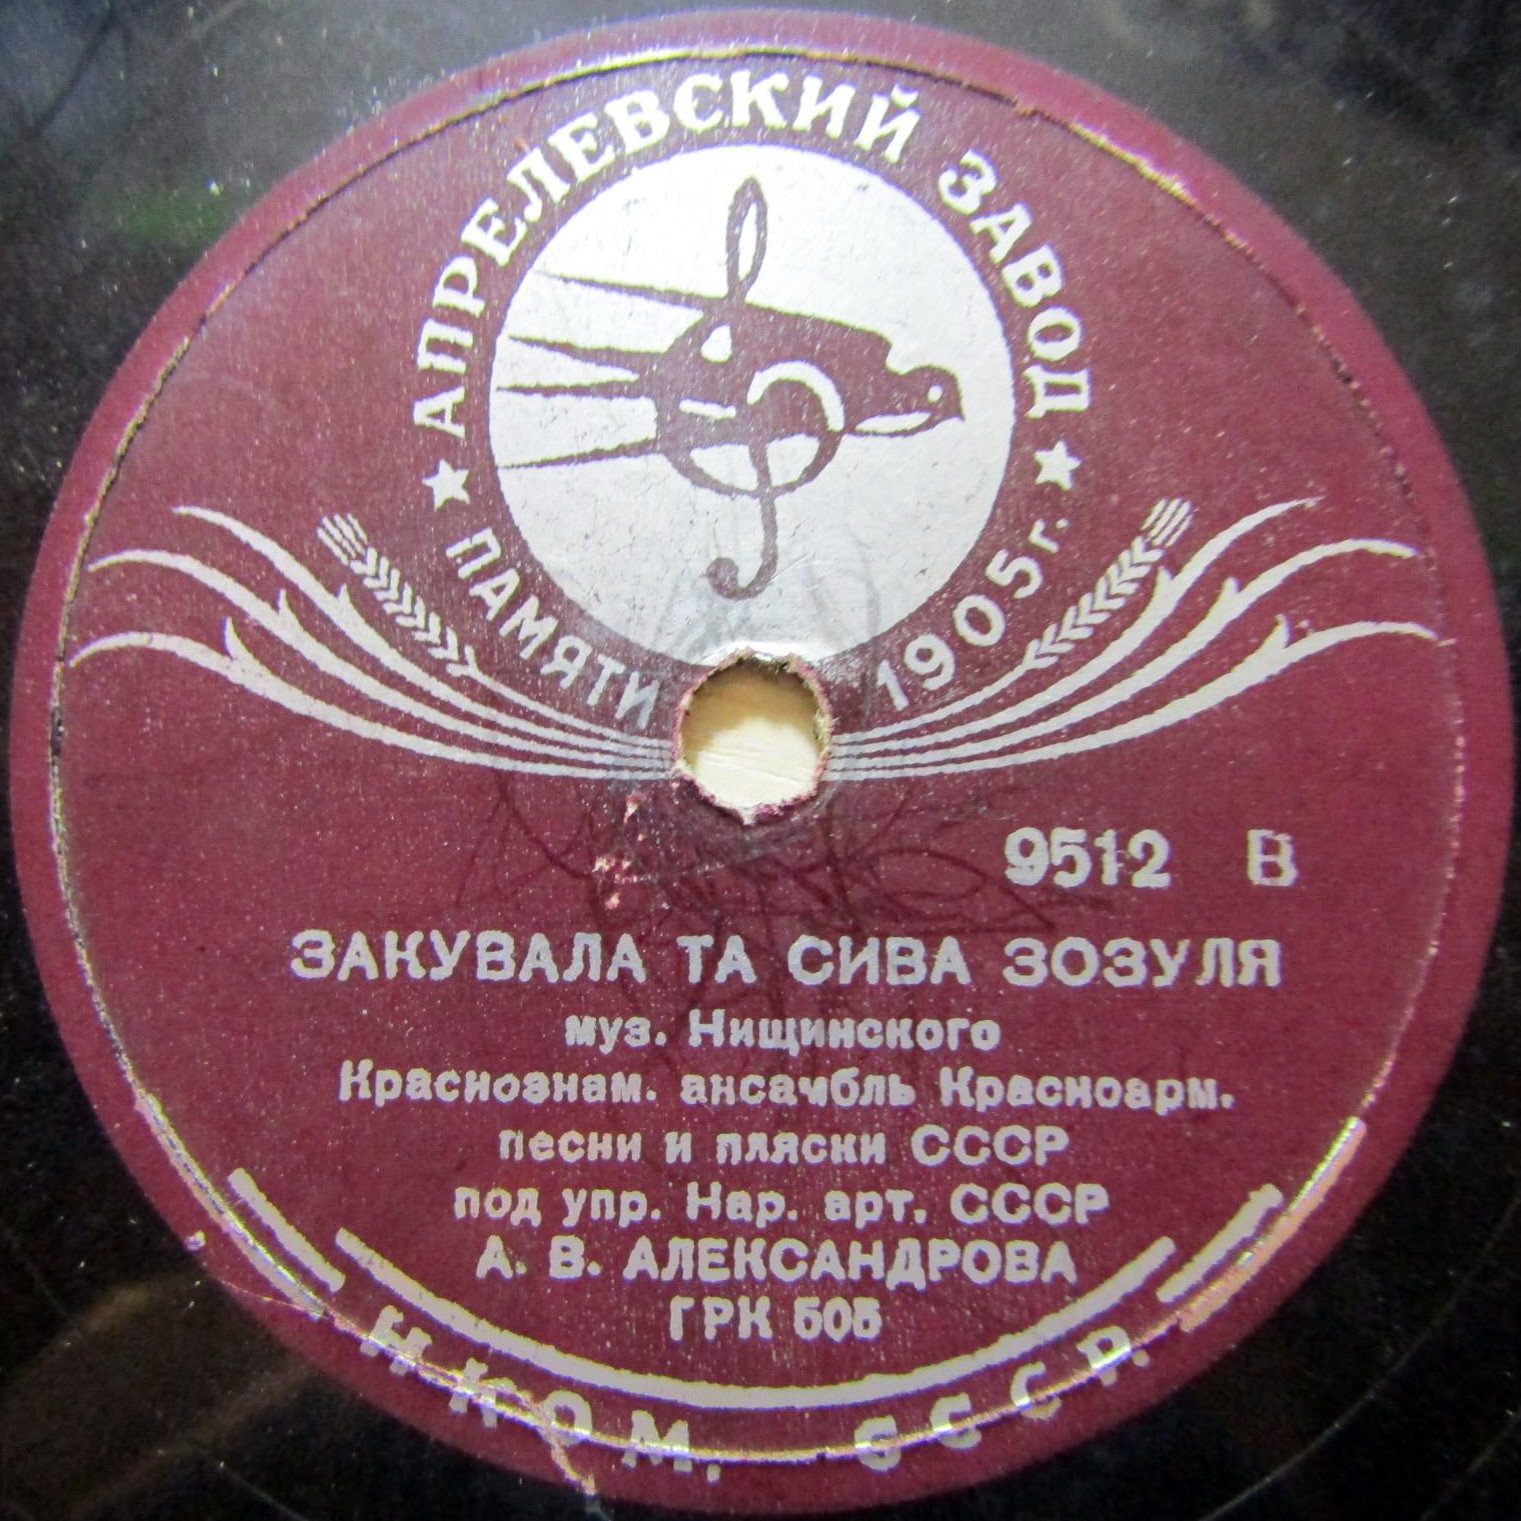 АПРЕЛЕВСКИЙ ЗАВОД
ПАМЯТИ 1905 г.
9512 В
ЗАКУВАЛА ТА СИВА ЗОЗУЛЯ
муз. Нищинского
Краснознам. ансамбль Красноарм.
песни и пляски СССР
под упр. Нар. арт. СССР
А. В. АЛЕКСАНДРОВА
ГРК 505
НКОМ. СССР.